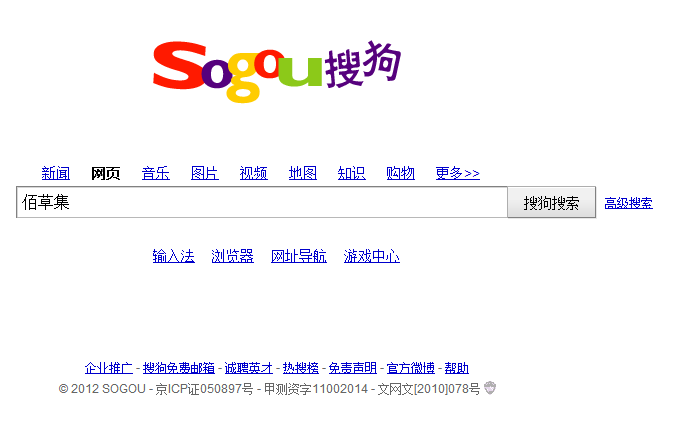 Sogou搜狗
新闻 网页 音乐 图片 视频 地图 知识 购物 更多>>
佰草集 搜狗搜索 高级搜索
输入法 浏览器 网址导航 游戏中心
企业推广 - 搜狗免费邮箱 - 诚聘英才 - 热搜榜 - 免责声明 - 官方微博 - 帮助
© 2012 SOGOU - 京ICP证050897号 - 甲测资字11002014 - 文网文[2010]078号